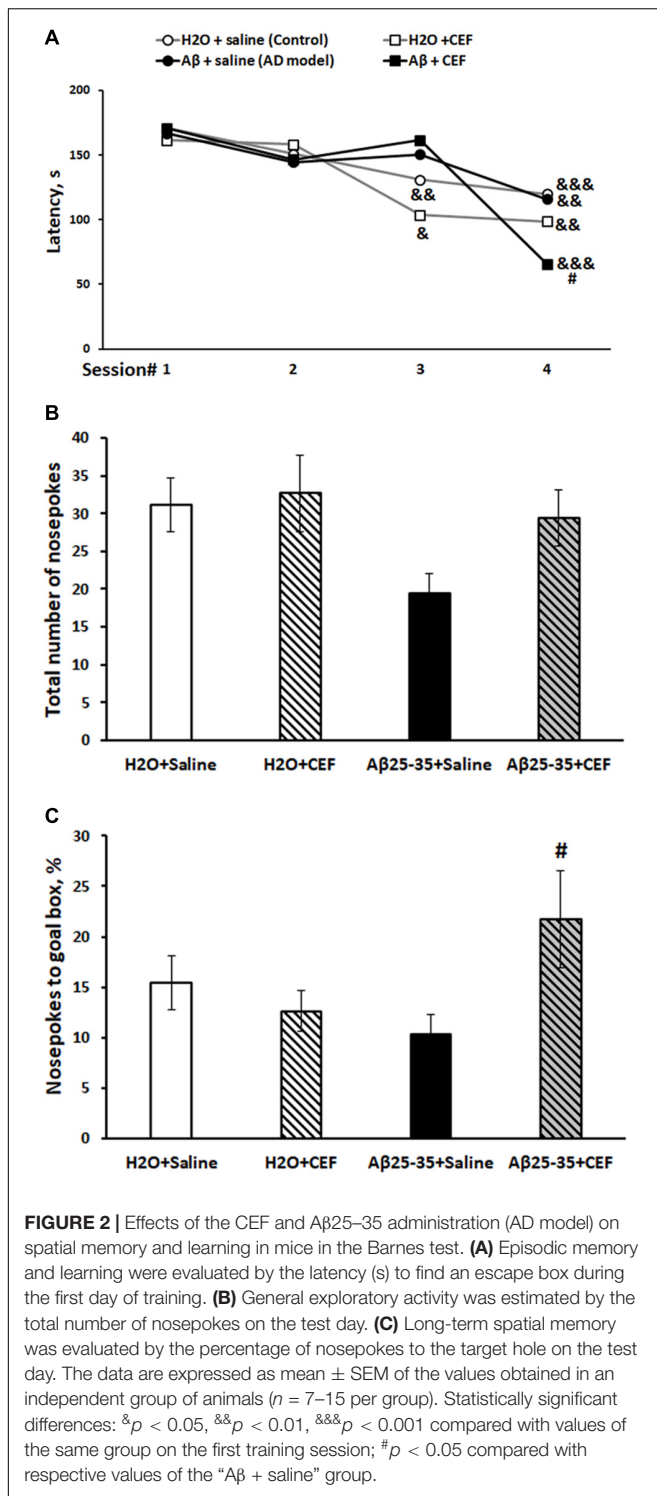 A
H2O + saline (Control) H2O +CEF
Aβ + saline (AD model) Aβ + CEF
200
150
100
50
0
Latency, s
&&
&
&&&
&&
&&
&&&
#
Session# 1 2 3 4
B
40
35
30
25
20
15
10
5
0
Total number of nosepokes
H2O+Saline H2O+CEF Aβ25-35+Saline Aβ25-35+CEF
C
30
25
20
15
10
5
0
Nosepokes to goal box, %
#
H2O+Saline H2O+CEF Aβ25-35+Saline Aβ25-35+CEF
FIGURE 2 | Effects of the CEF and Aβ25–35 administration (AD model) on
spatial memory and learning in mice in the Barnes test. (A) Episodic memory
and learning were evaluated by the latency (s) to find an escape box during
the first day of training. (B) General exploratory activity was estimated by the
total number of nosepokes on the test day. (C) Long-term spatial memory
was evaluated by the percentage of nosepokes to the target hole on the test
day. The data are expressed as mean ± SEM of the values obtained in an
independent group of animals (n = 7–15 per group). Statistically significant
differences: &p < 0.05, &&p < 0.01, &&&p < 0.001 compared with values of
the same group on the first training session; #p < 0.05 compared with
respective values of the “Aβ + saline” group.